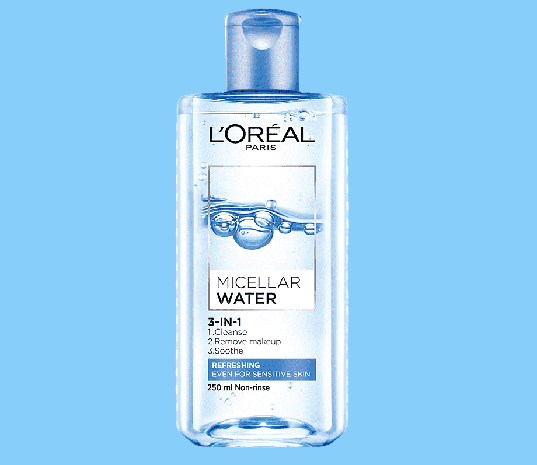 L'ORÉAL
PARIS
MICELLAR
WATER
3-IN-1
1.Cleanse
2.Remove makeup
3.Soothe
REFRESHING
EVEN FOR SENSITIVE SKIN
250 ml Non-rinse